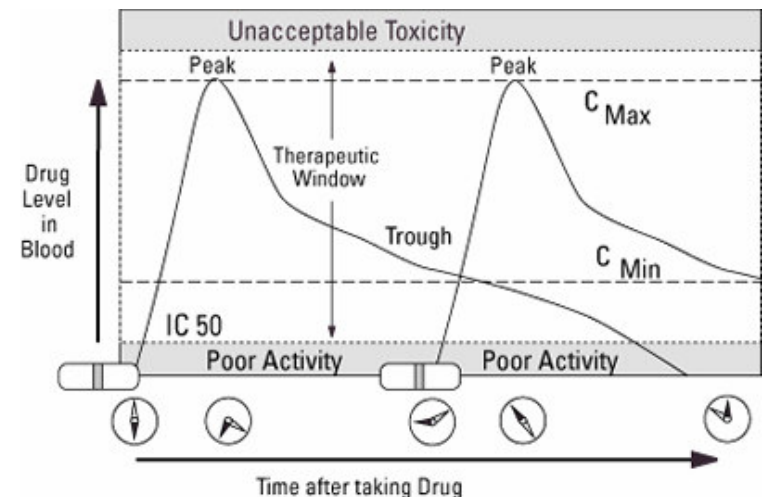 Unacceptable Toxicity
Peak
Peak
C Max
Drug
Level
in
Blood
Therapeutic
Window
Trough
C Min
IC 50
Poor Activity
Poor Activity
Time after taking Drug